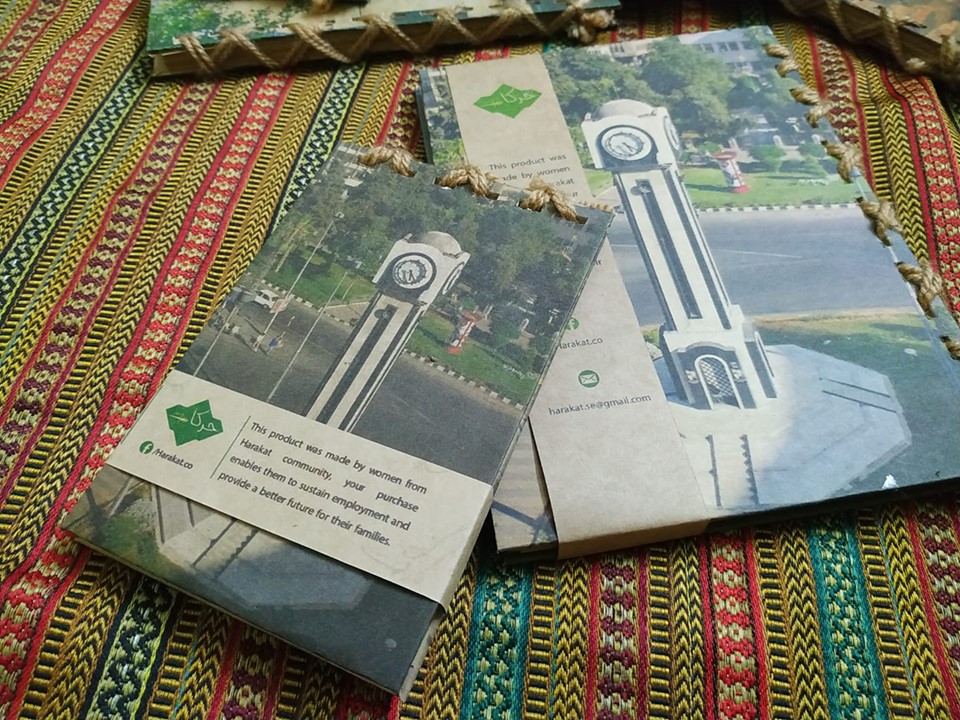 حركات
/Harakat.co
This product was made by women from
Harakat community, your purchase
enables them to sustain employment and
provide a better future for their families.
حركات
This product was
made by women
Harakat
Harakat.co
harakat.se@gmail.com